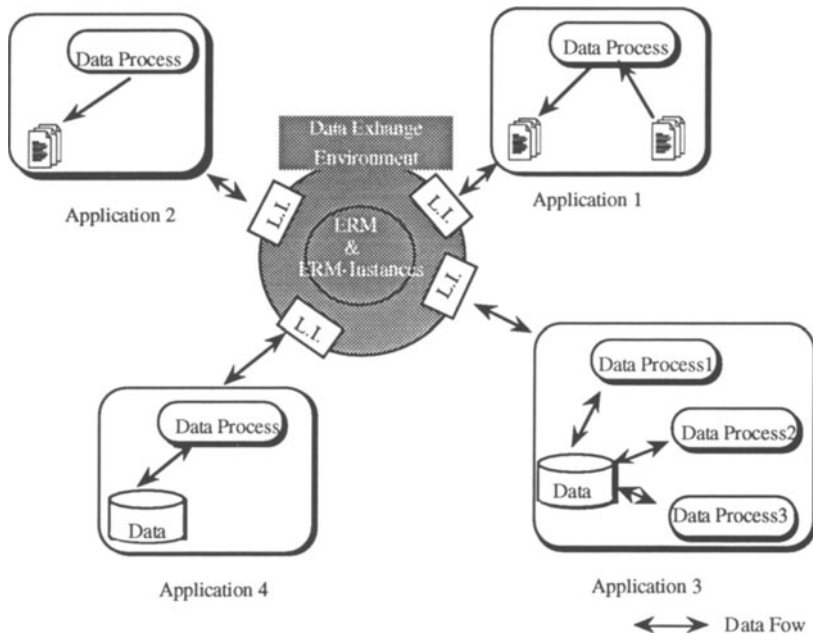 Data Process
Application 2
Data Process
Application 1
Data Exhange
Environment
L.I.
L.I.
ERM
&
ERM-Instances
L.I.
L.I.
Data Process
Data
Application 4
Data Process1
Data Process2
Data
Data Process3
Application 3
Data Fow